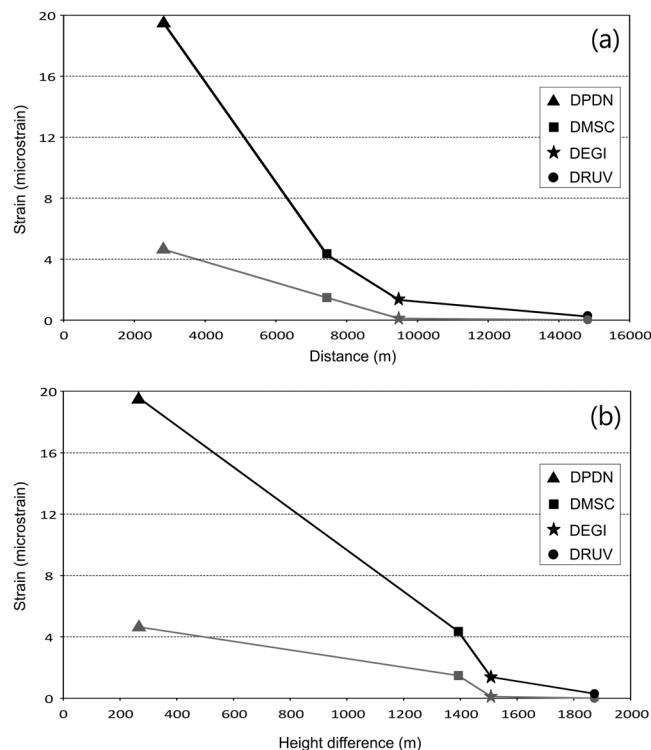 (a)
20
16
12
8
4
0
Strain (microstrain)
DPDN
DMSC
DEGI
DRUV
0 2000 4000 6000 8000 10000 12000 14000 16000
Distance (m)
(b)
20
16
12
8
4
0
Strain (microstrain)
DPDN
DMSC
DEGI
DRUV
0 200 400 600 800 1000 1200 1400 1600 1800 2000
Height difference (m)